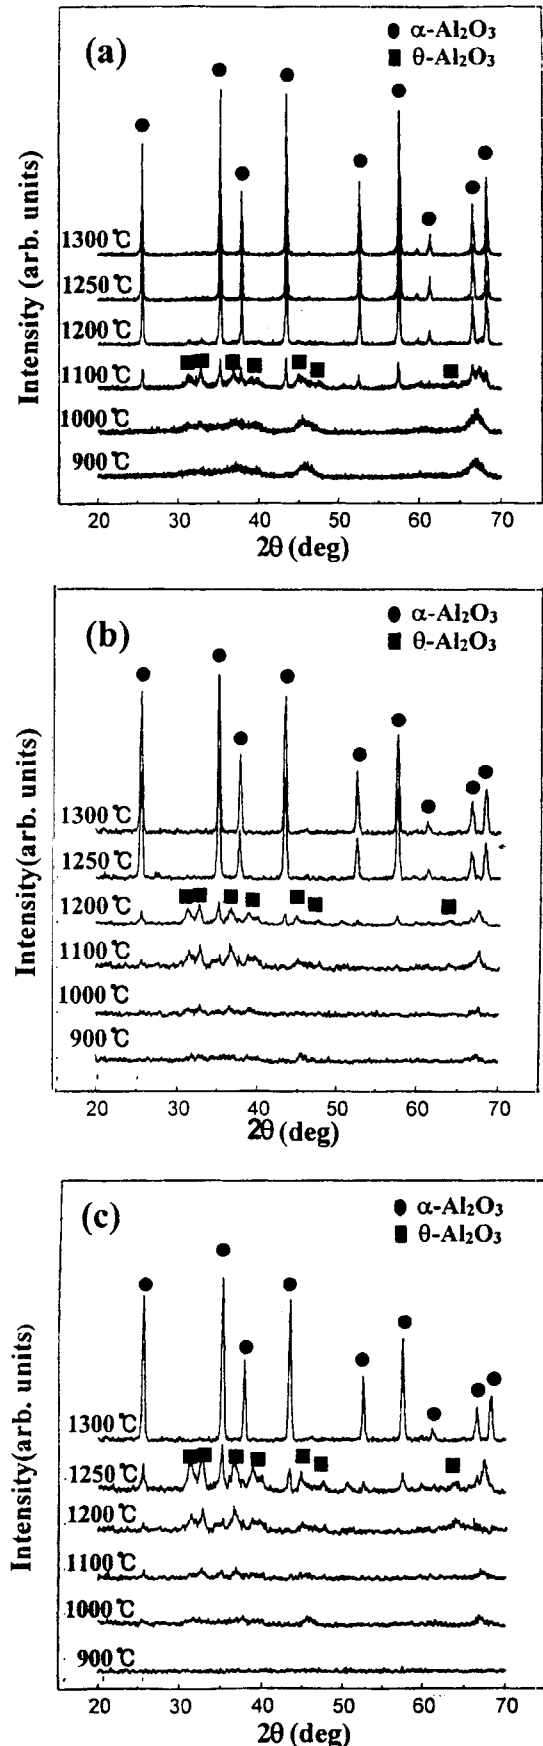 (a)
● α-Al₂O₃
■ θ-Al₂O₃
Intensity (arb. units)
1300℃
1250℃
1200℃
1100℃
1000℃
900℃
20 30 40 50 60 70
2θ (deg)
(b)
● α-Al₂O₃
■ θ-Al₂O₃
Intensity(arb. units)
1300℃
1250℃
1200℃
1100℃
1000℃
900℃
20 30 40 50 60 70
2θ (deg)
(c)
● α-Al₂O₃
■ θ-Al₂O₃
Intensity(arb. units)
1300℃
1250℃
1200℃
1100℃
1000℃
900℃
20 30 40 50 60 70
2θ (deg)